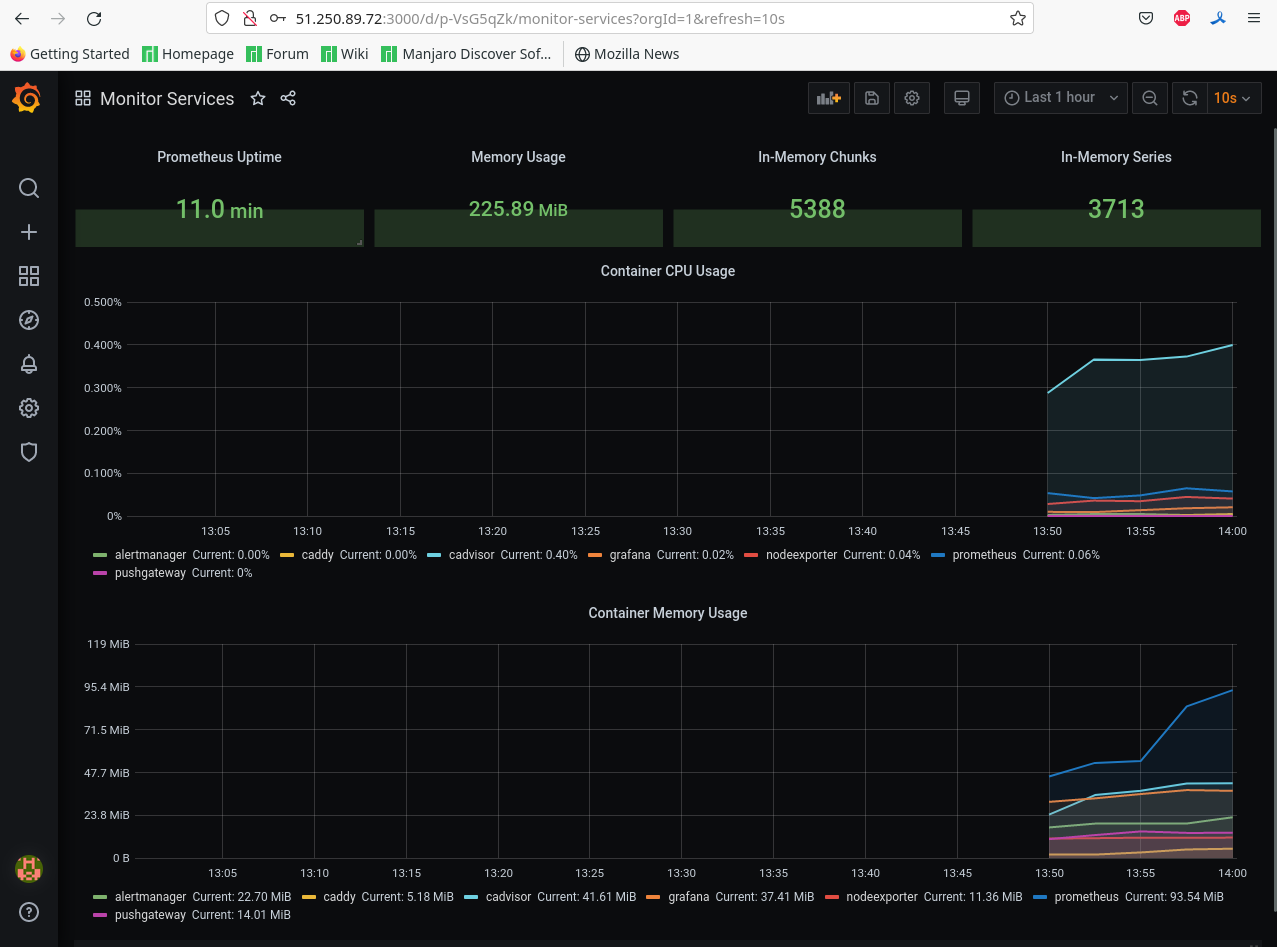 51.250.89.72:3000/d/p-VsG5qZk/monitor-services?orgId=1&refresh=10s
ABP
Getting Started Homepage Forum Wiki Manjaro Discover Sof... Mozilla News
Monitor Services
Last 1 hour 10s
Prometheus Uptime Memory Usage In-Memory Chunks In-Memory Series
11.0 min 225.89 MiB 5388 3713
Container CPU Usage
0.500%
0.400%
0.300%
0.200%
0.100%
0%
13:05 13:10 13:15 13:20 13:25 13:30 13:35 13:40 13:45 13:50 13:55 14:00
alertmanager Current: 0.00% caddy Current: 0.00% cadvisor Current: 0.40% grafana Current: 0.02% nodeexporter Current: 0.04% prometheus Current: 0.06%
pushgateway Current: 0%
Container Memory Usage
119 MiB
95.4 MiB
71.5 MiB
47.7 MiB
23.8 MiB
0 B
13:05 13:10 13:15 13:20 13:25 13:30 13:35 13:40 13:45 13:50 13:55 14:00
alertmanager Current: 22.70 MiB caddy Current: 5.18 MiB cadvisor Current: 41.61 MiB grafana Current: 37.41 MiB nodeexporter Current: 11.36 MiB prometheus Current: 93.54 MiB
pushgateway Current: 14.01 MiB